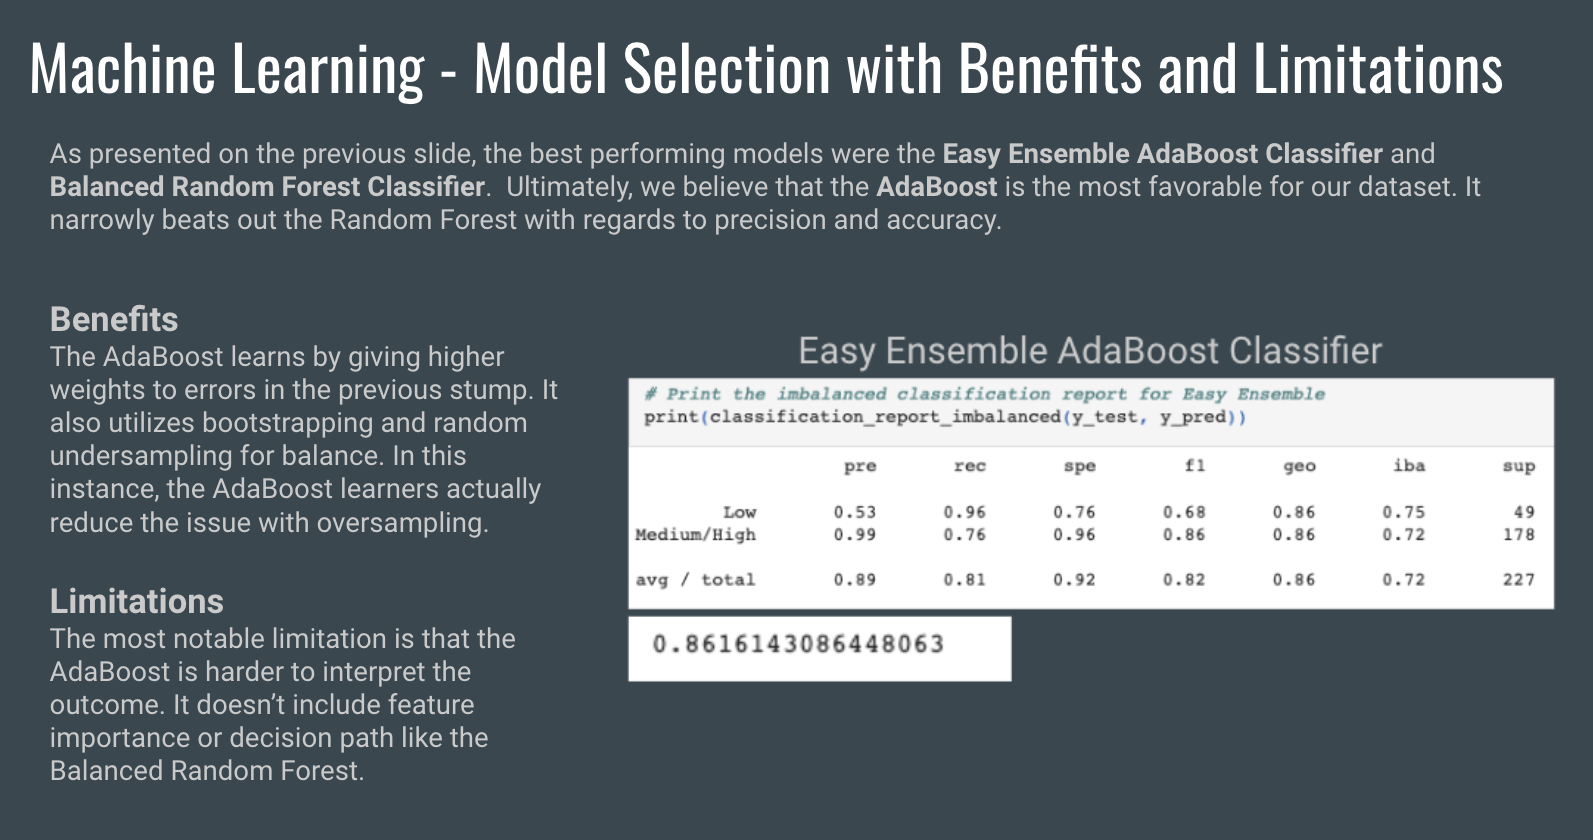 Machine Learning - Model Selection with Benefits and Limitations
As presented on the previous slide, the best performing models were the Easy Ensemble AdaBoost Classifier and
Balanced Random Forest Classifier.  Ultimately, we believe that the AdaBoost is the most favorable for our dataset. It
narrowly beats out the Random Forest with regards to precision and accuracy.
Benefits
The AdaBoost learns by giving higher
weights to errors in the previous stump. It
also utilizes bootstrapping and random
undersampling for balance. In this
instance, the AdaBoost learners actually
reduce the issue with oversampling.
Limitations
The most notable limitation is that the
AdaBoost is harder to interpret the
outcome. It doesn’t include feature
importance or decision path like the
Balanced Random Forest.
Easy Ensemble AdaBoost Classifier
# Print the imbalanced classification report for Easy Ensemble
print(classification_report_imbalanced(y_test, y_pred))
pre rec spe f1 geo iba sup
Low 0.53 0.96 0.76 0.68 0.86 0.75 49
Medium/High 0.99 0.76 0.96 0.86 0.86 0.72 178
avg / total 0.89 0.81 0.92 0.82 0.86 0.72 227
0.8616143086448063